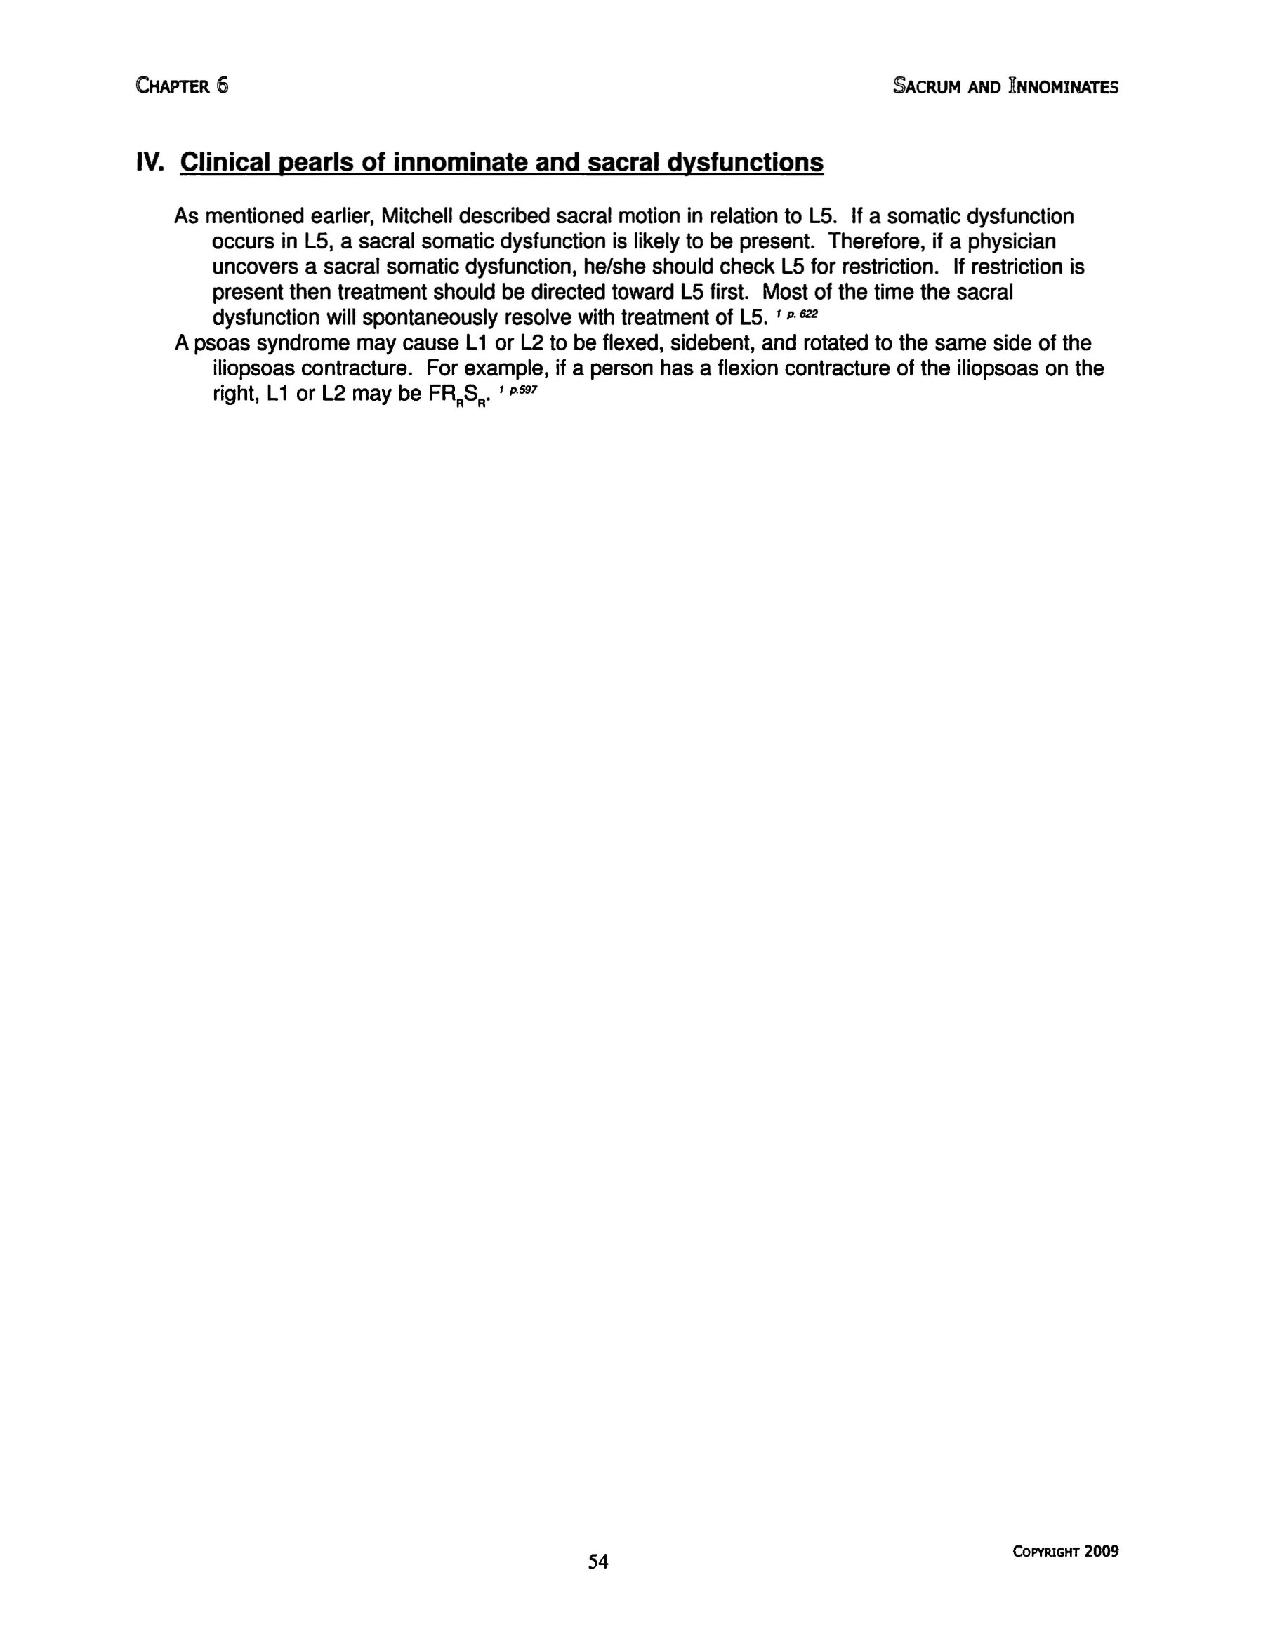 CHAPTER 6
SACRUM AND INNOMINATES
IV. Clinical pearls of innominate and sacral dysfunctions
As mentioned earlier, Mitchell described sacral motion in relation to L5. If a somatic dysfunction
occurs in L5, a sacral somatic dysfunction is likely to be present. Therefore, if a physician
uncovers a sacral somatic dysfunction, he/she should check L5 for restriction. If restriction is
present then treatment should be directed toward L5 first. Most of the time the sacral
dysfunction will spontaneously resolve with treatment of L5. 1 p. 622
A psoas syndrome may cause L1 or L2 to be flexed, sidebent, and rotated to the same side of the
iliopsoas contracture. For example, if a person has a flexion contracture of the iliopsoas on the
right, L1 or L2 may be FRRSR. 1 p.597
54
COPYRIGHT 2009